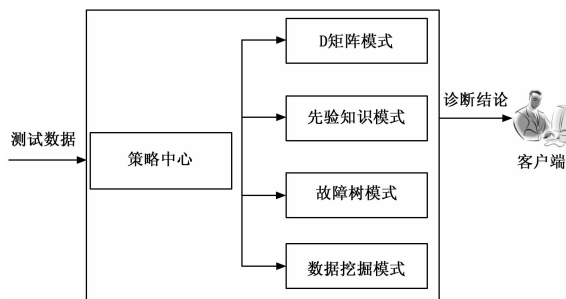 测试数据
策略中心
D矩阵模式
先验知识模式
故障树模式
数据挖掘模式
诊断结论
客户端